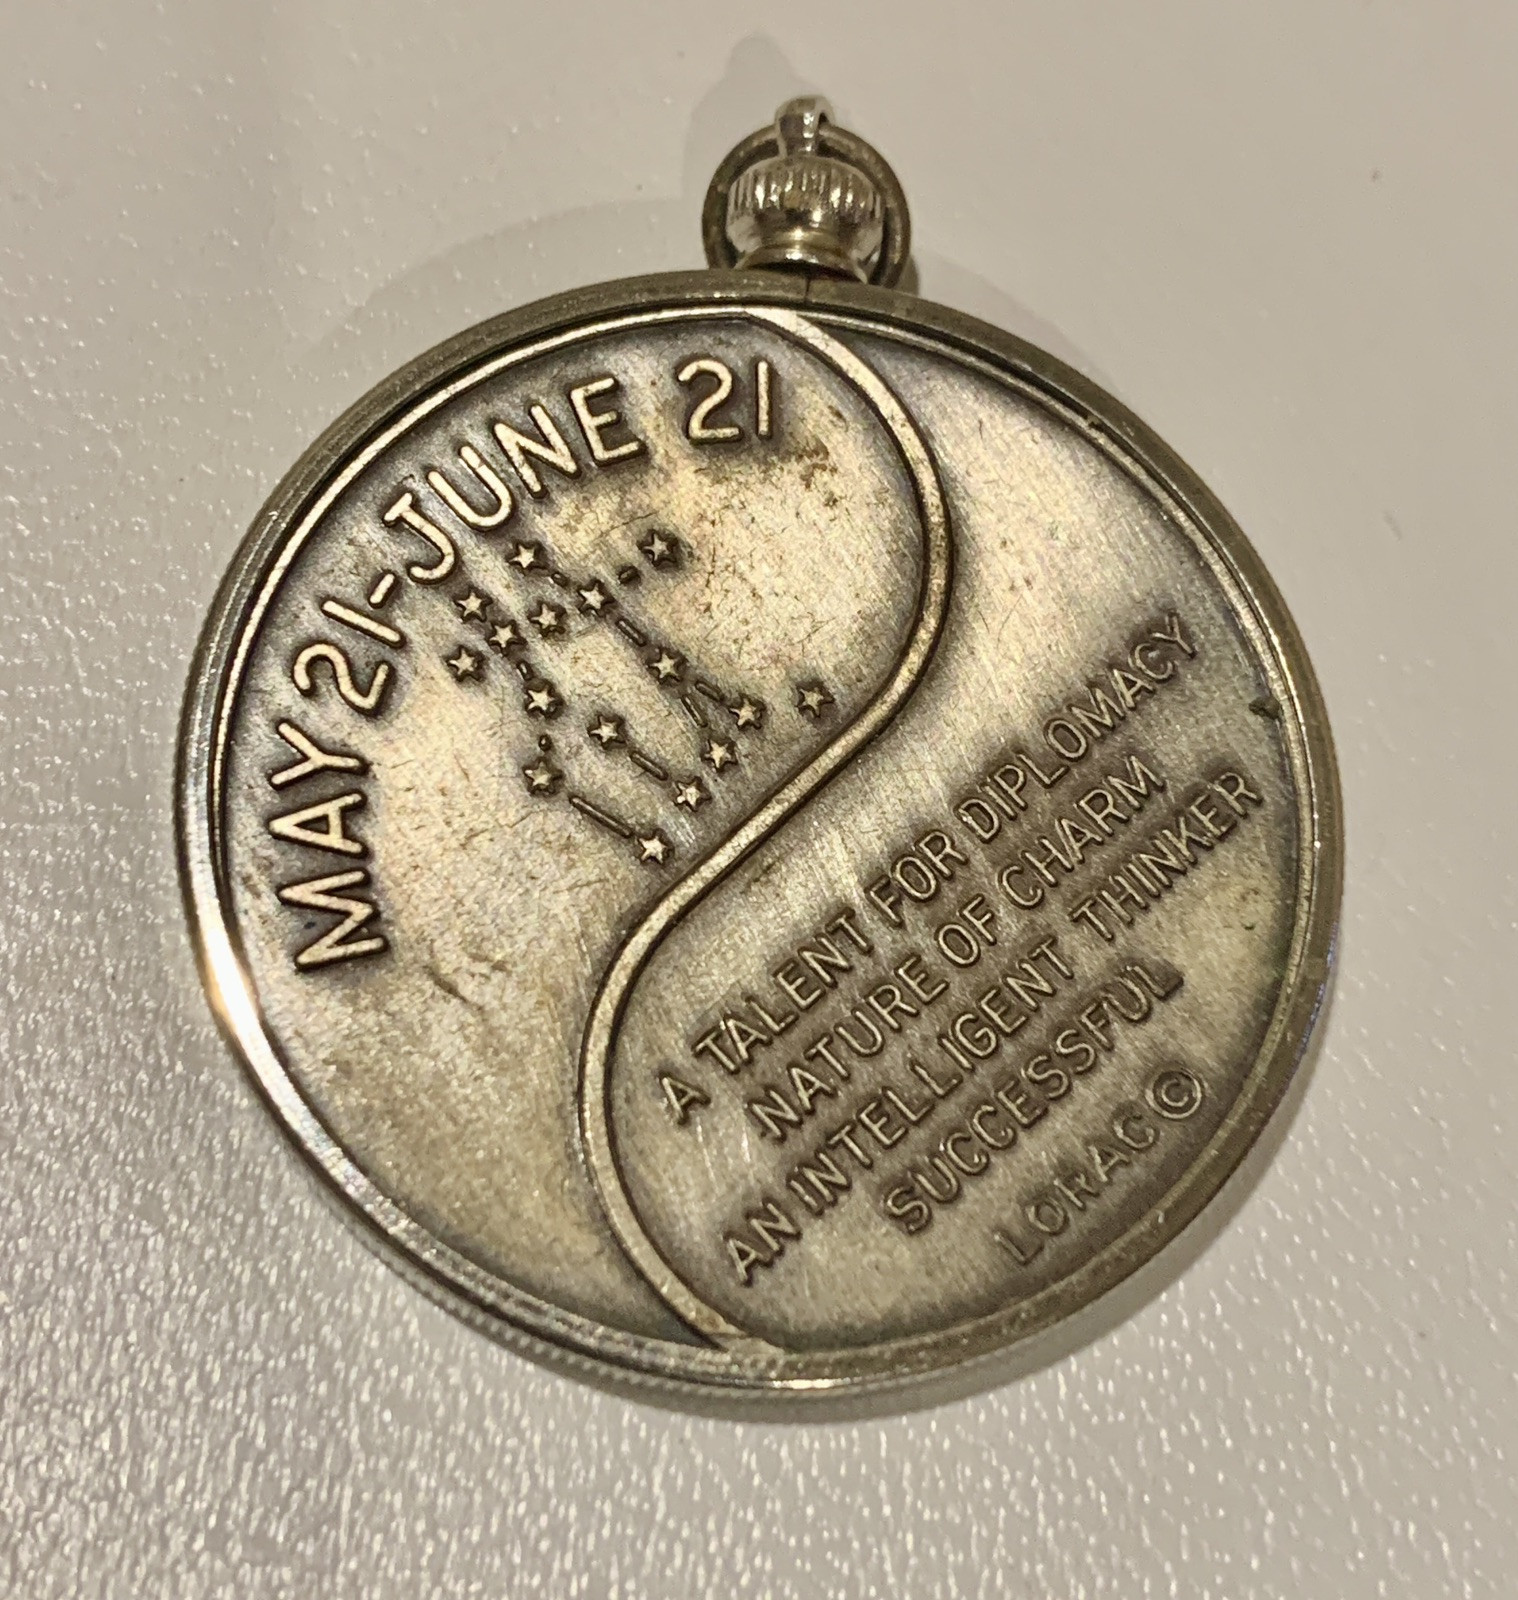 MAY 21-JUNE 21
A TALENT FOR DIPLOMACY
NATURE OF CHARM
AN INTELLIGENT THINKER
SUCCESSFUL
LORAC ©